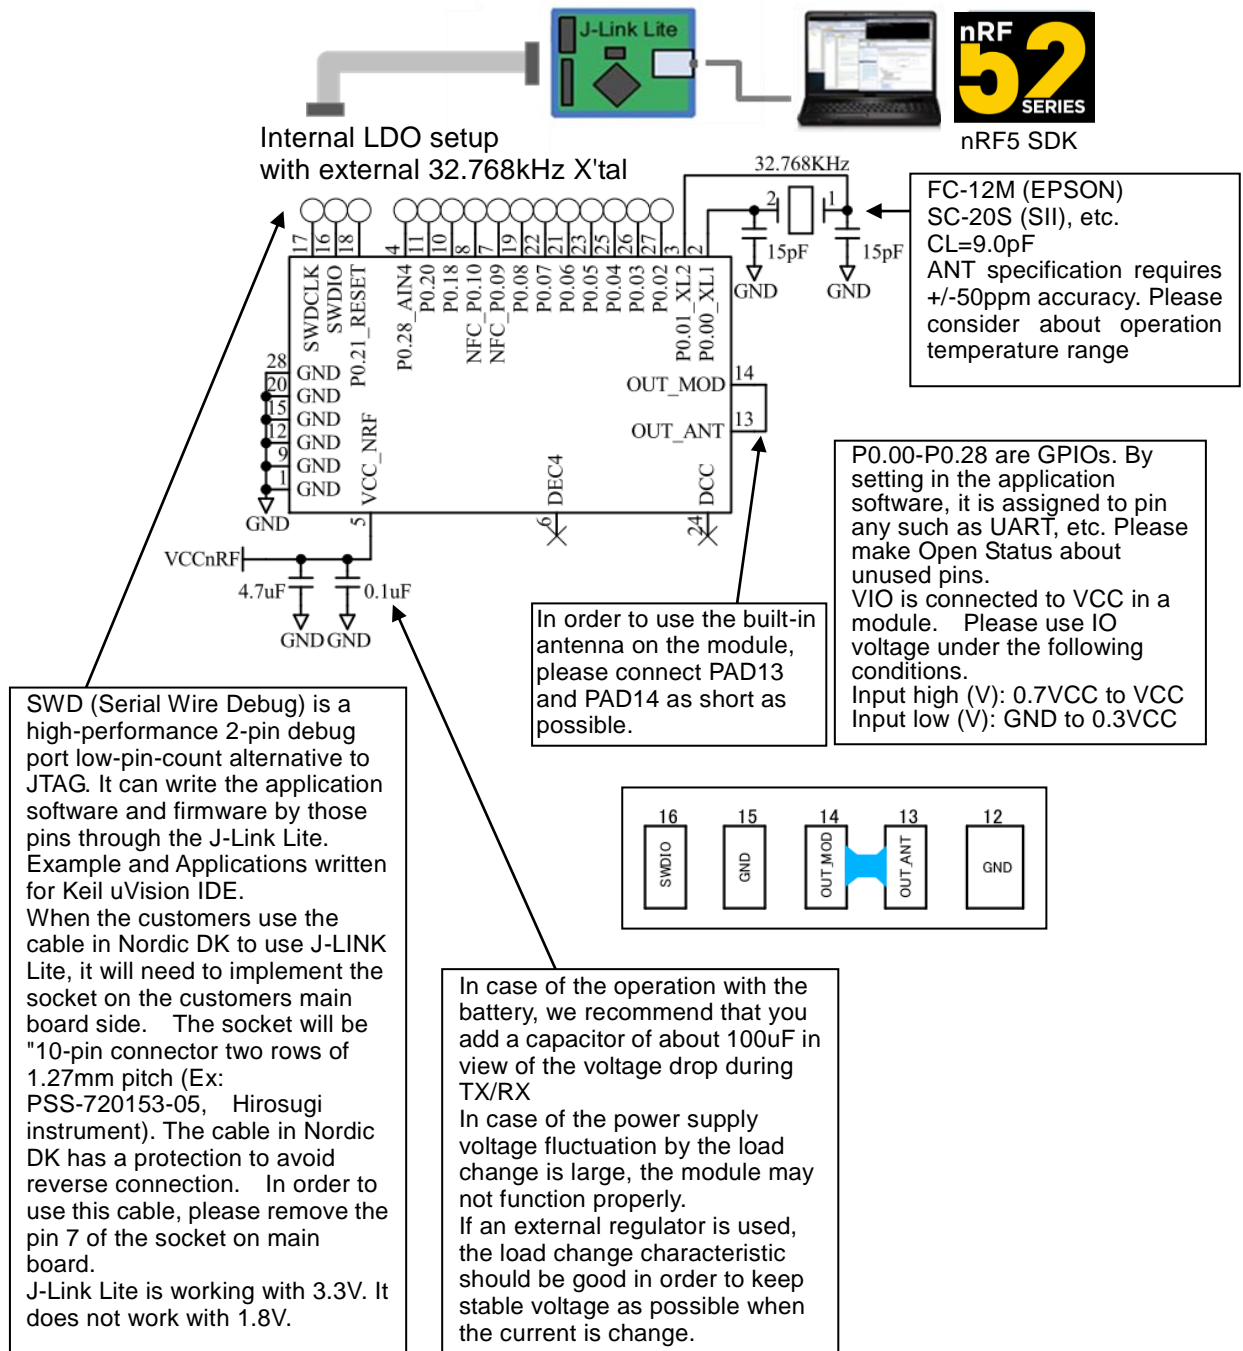 J-Link Lite
nRF
52
SERIES
nRF5 SDK
Internal LDO setup
with external 32.768kHz X'tal
32.768KHz
2
1
15pF
15pF
GND
GND
FC-12M (EPSON)
SC-20S (SII), etc.
CL=9.0pF
ANT specification requires
+/-50ppm accuracy. Please
consider about operation
temperature range
17
16
18
4
11
10
8
7
19
22
21
23
25
26
27
3
2
SWDCLK
SWDIO
P0.21_RESET
P0.28_AIN4
P0.20
P0.18
NFC_P0.10
NFC_P0.09
P0.08
P0.07
P0.06
P0.05
P0.04
P0.03
P0.02
P0.01_XL2
P0.00_XL1
28 GND
20 GND
15 GND
12 GND
9 GND
1 GND
GND
OUT_MOD 14
OUT_ANT 13
VCC_NRF
5
DEC4
6
DCC
24
VCCnRF
4.7uF
0.1uF
GND GND
P0.00-P0.28 are GPIOs. By
setting in the application
software, it is assigned to pin
any such as UART, etc. Please
make Open Status about
unused pins.
VIO is connected to VCC in a
module. Please use IO
voltage under the following
conditions.
Input high (V): 0.7VCC to VCC
Input low (V): GND to 0.3VCC
In order to use the built-in
antenna on the module,
please connect PAD13
and PAD14 as short as
possible.
SWD (Serial Wire Debug) is a
high-performance 2-pin debug
port low-pin-count alternative to
JTAG. It can write the application
software and firmware by those
pins through the J-Link Lite.
Example and Applications written
for Keil uVision IDE.
When the customers use the
cable in Nordic DK to use J-LINK
Lite, it will need to implement the
socket on the customers main
board side. The socket will be
"10-pin connector two rows of
1.27mm pitch (Ex:
PSS-720153-05, Hirosugi
instrument). The cable in Nordic
DK has a protection to avoid
reverse connection. In order to
use this cable, please remove the
pin 7 of the socket on main
board.
J-Link Lite is working with 3.3V. It
does not work with 1.8V.
16
15
14
13
12
SWDIO
GND
OUT_MOD
OUT_ANT
GND
In case of the operation with the
battery, we recommend that you
add a capacitor of about 100uF in
view of the voltage drop during
TX/RX
In case of the power supply
voltage fluctuation by the load
change is large, the module may
not function properly.
If an external regulator is used,
the load change characteristic
should be good in order to keep
stable voltage as possible when
the current is change.